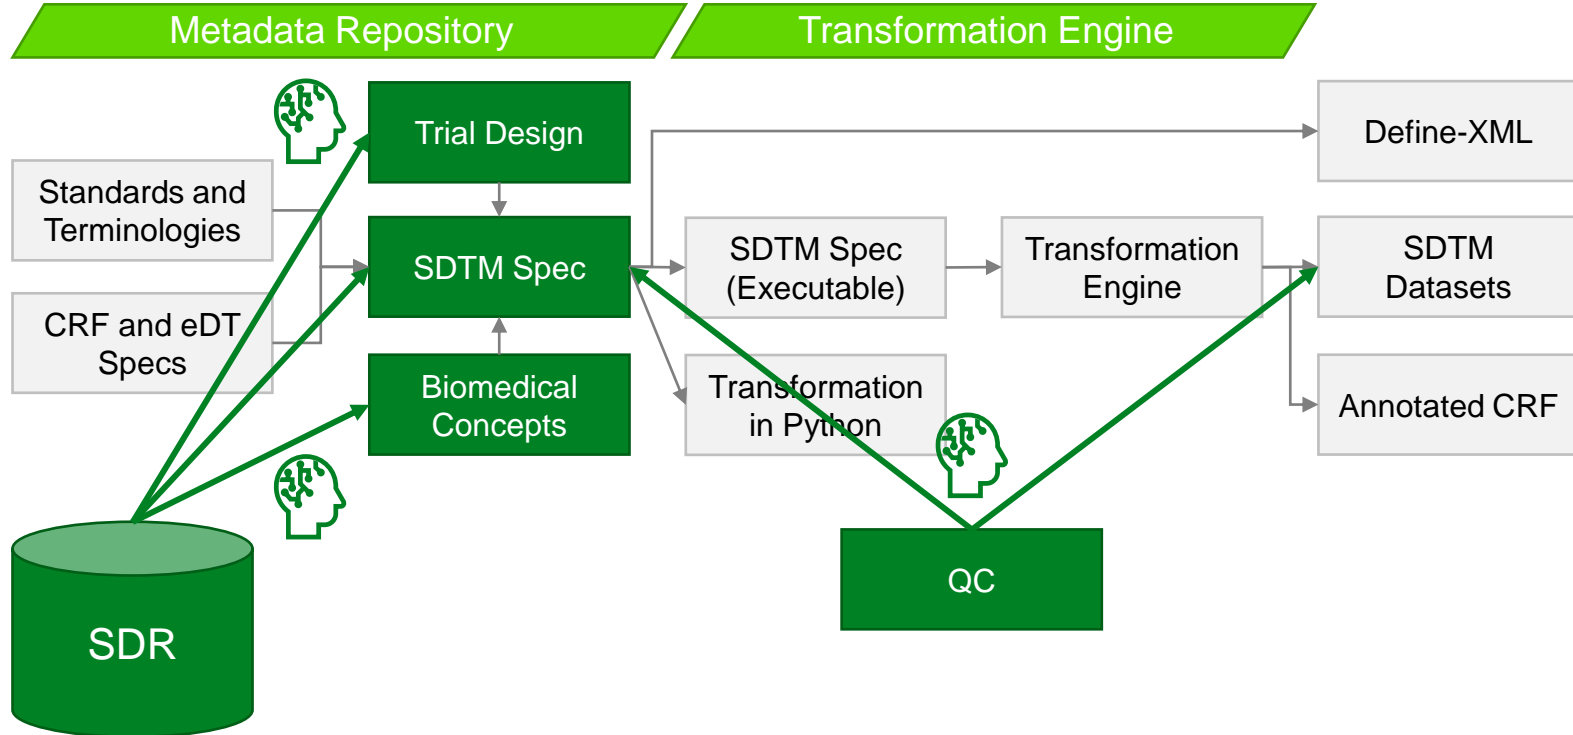 Metadata Repository
Transformation Engine
Trial Design
Define-XML
Standards and
Terminologies
SDTM Spec
SDTM Spec
(Executable)
Transformation
Engine
SDTM
Datasets
CRF and eDT
Specs
Biomedical
Concepts
Transformation
in Python
Annotated CRF
QC
SDR